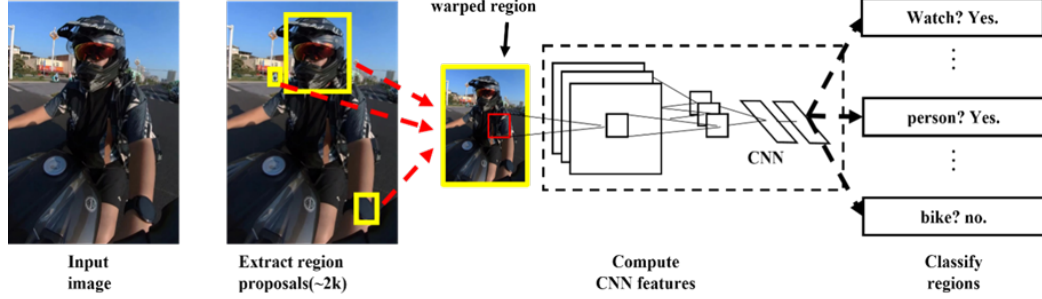 warped region
Watch? Yes.
person? Yes.
CNN
bike? no.
Input
image
Extract region
proposals(~2k)
Compute
CNN features
Classify
regions